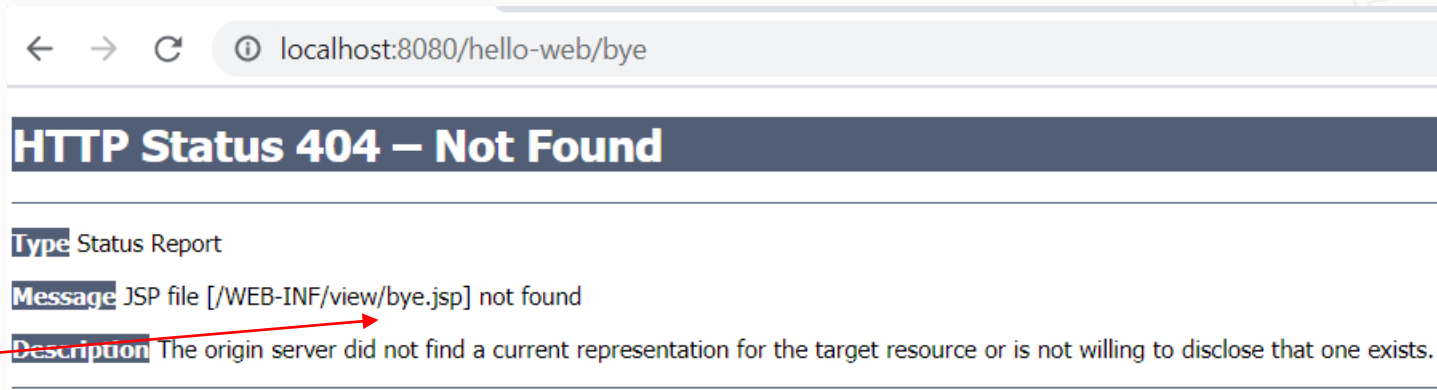 localhost:8080/hello-web/bye
HTTP Status 404 – Not Found
Type Status Report
Message JSP file [/WEB-INF/view/bye.jsp] not found
Description The origin server did not find a current representation for the target resource or is not willing to disclose that one exists.